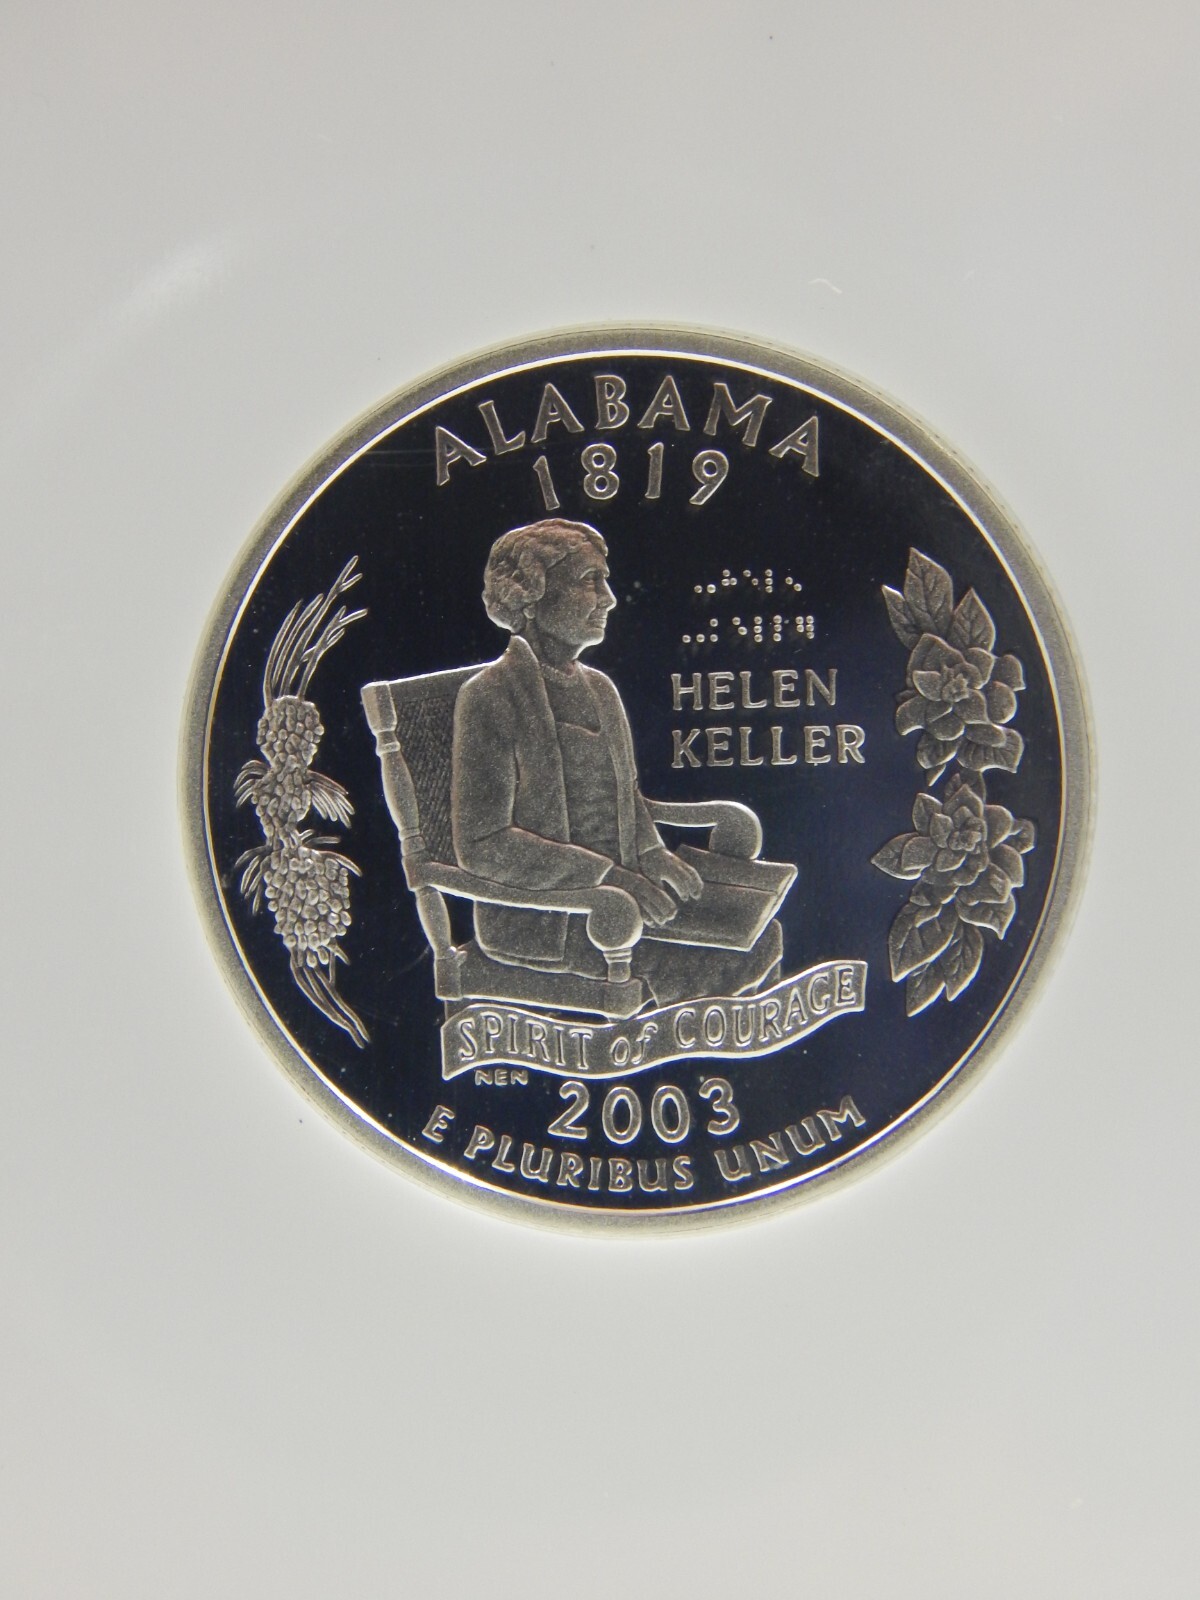 ALABAMA
1819
HELEN
KELLER
SPIRIT of COURAGE
NEN
2003
E PLURIBUS UNUM